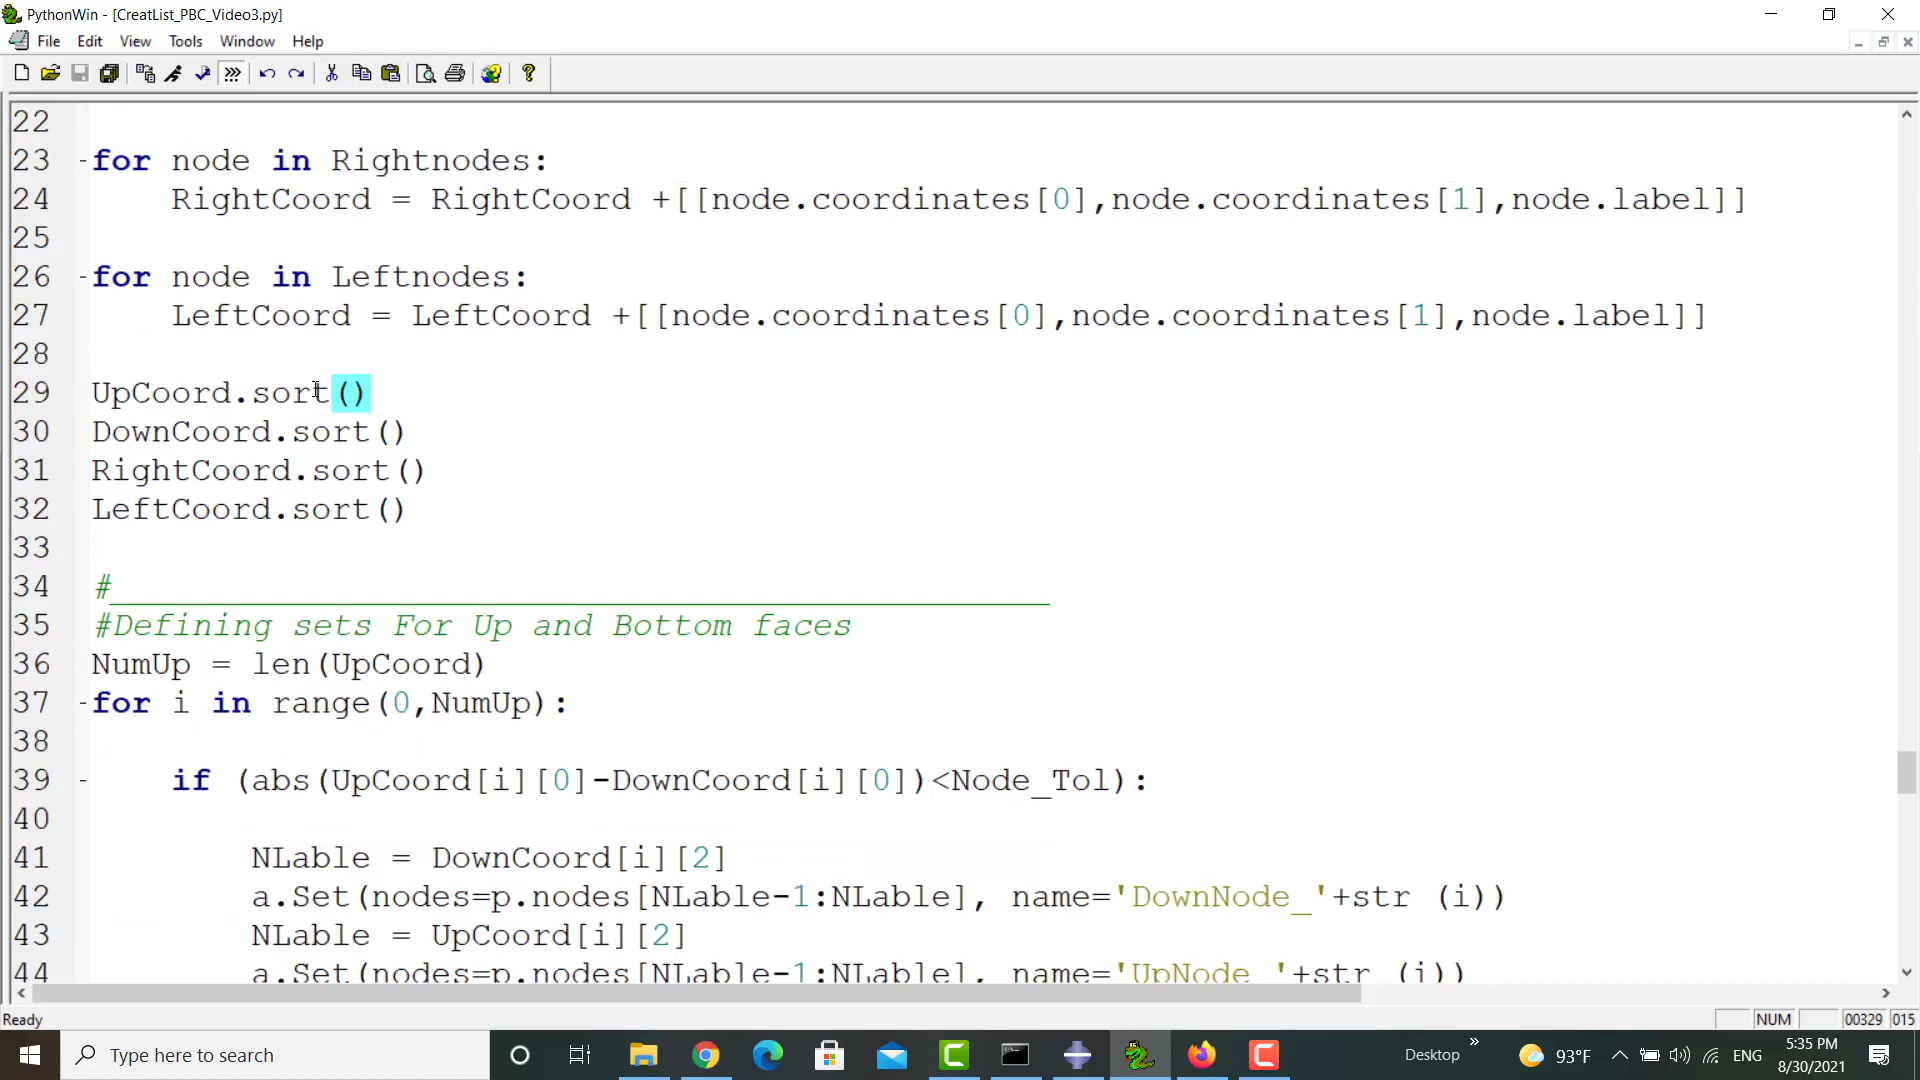 PythonWin - [CreatList_PBC_Video3.py]
File Edit View Tools Window Help
22
23 -for node in Rightnodes:
24 RightCoord = RightCoord +[[node.coordinates[0],node.coordinates[1],node.label]]
25
26 -for node in Leftnodes:
27 LeftCoord = LeftCoord +[[node.coordinates[0],node.coordinates[1],node.label]]
28
29 UpCoord.sort()
30 DownCoord.sort()
31 RightCoord.sort()
32 LeftCoord.sort()
33
34 #_______________________________________________
35 #Defining sets For Up and Bottom faces
36 NumUp = len(UpCoord)
37 -for i in range(0,NumUp):
38
39 - if (abs(UpCoord[i][0]-DownCoord[i][0])<Node_Tol):
40
41 NLable = DownCoord[i][2]
42 a.Set(nodes=p.nodes[NLable-1:NLable], name='DownNode_'+str (i))
43 NLable = UpCoord[i][2]
44 a.Set(nodes=p.nodes[NLable-1:NLable], name='UpNode_'+str (i))
Ready NUM 00329 015
Type here to search Desktop 93°F ENG 5:35 PM
8/30/2021